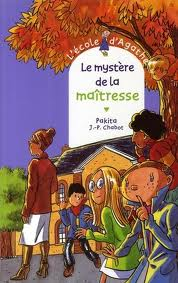 l'école d'Agathe
Le mystère
de la
maîtresse
Pakita
J.-P. Chabot